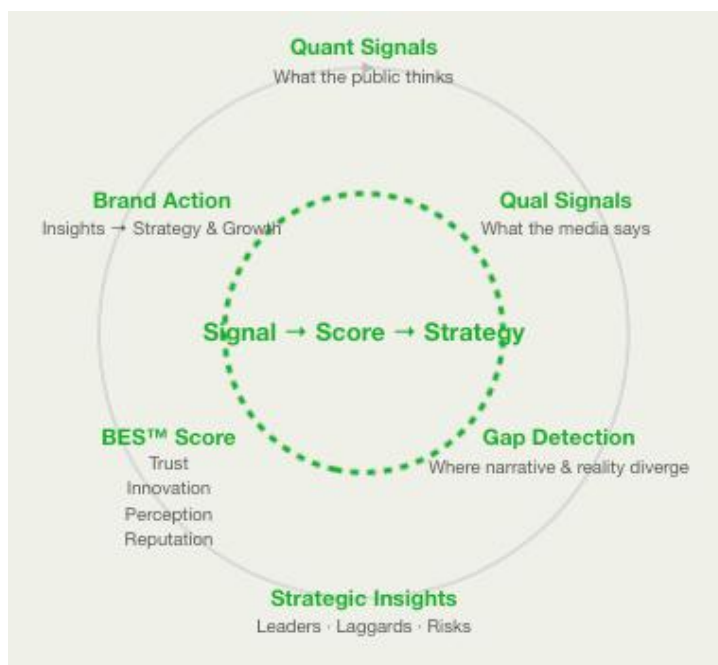 Quant Signals
What the public thinks
Brand Action
Insights → Strategy & Growth
Qual Signals
What the media says
Signal → Score → Strategy
BES™ Score
Trust
Innovation
Perception
Reputation
Gap Detection
Where narrative & reality diverge
Strategic Insights
Leaders · Laggards · Risks